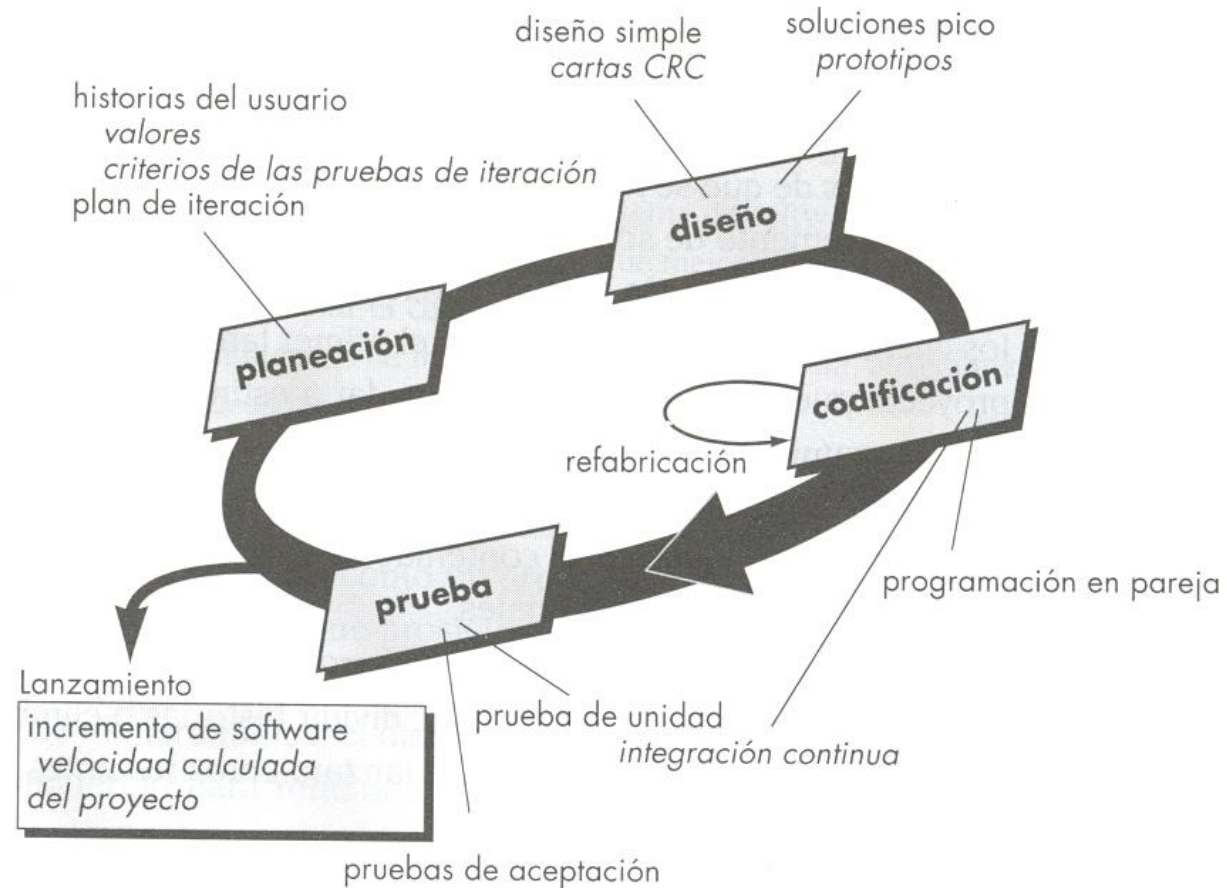 diseño simple
cartas CRC
soluciones pico
prototipos
historias del usuario
valores
criterios de las pruebas de iteración
plan de iteración
diseño
planeación
codificación
refabricación
programación en pareja
prueba
Lanzamiento
incremento de software
velocidad calculada
del proyecto
prueba de unidad
integración continua
pruebas de aceptación